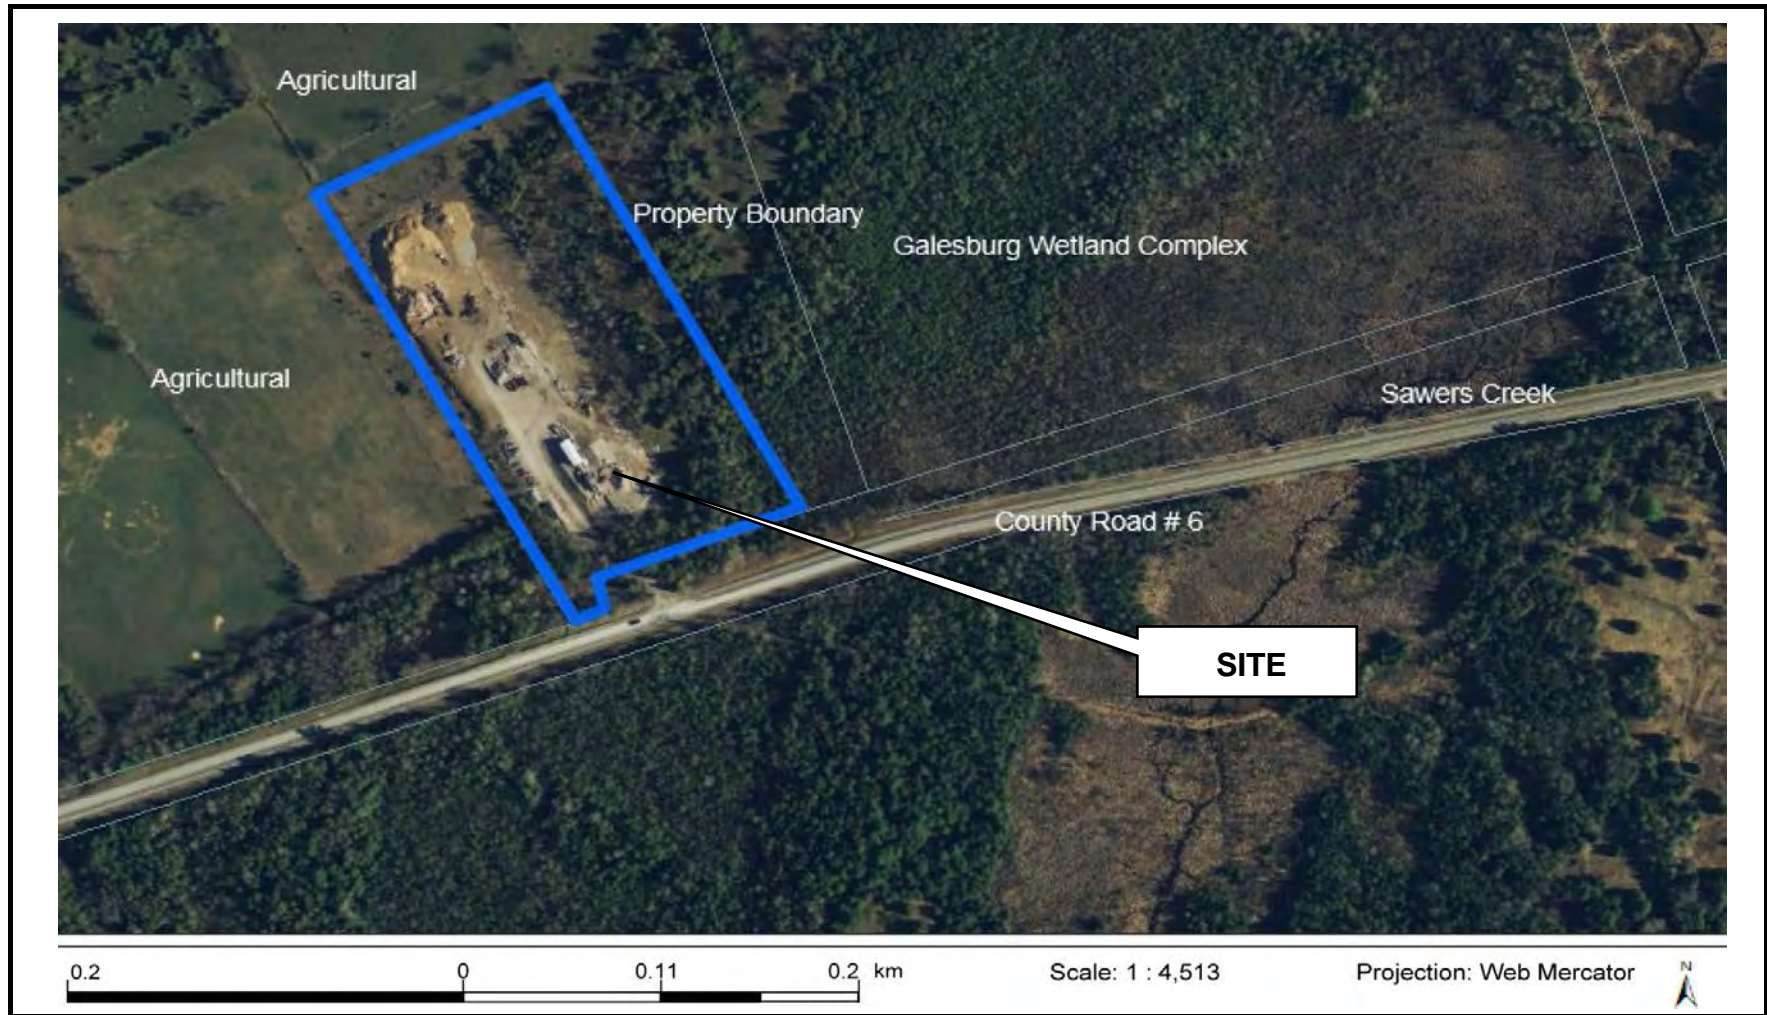 Agricultural
Property Boundary
Galesburg Wetland Complex
Agricultural
Sawers Creek
County Road # 6
SITE
0.2 0 0.11 0.2 km Scale: 1 : 4,513 Projection: Web Mercator N